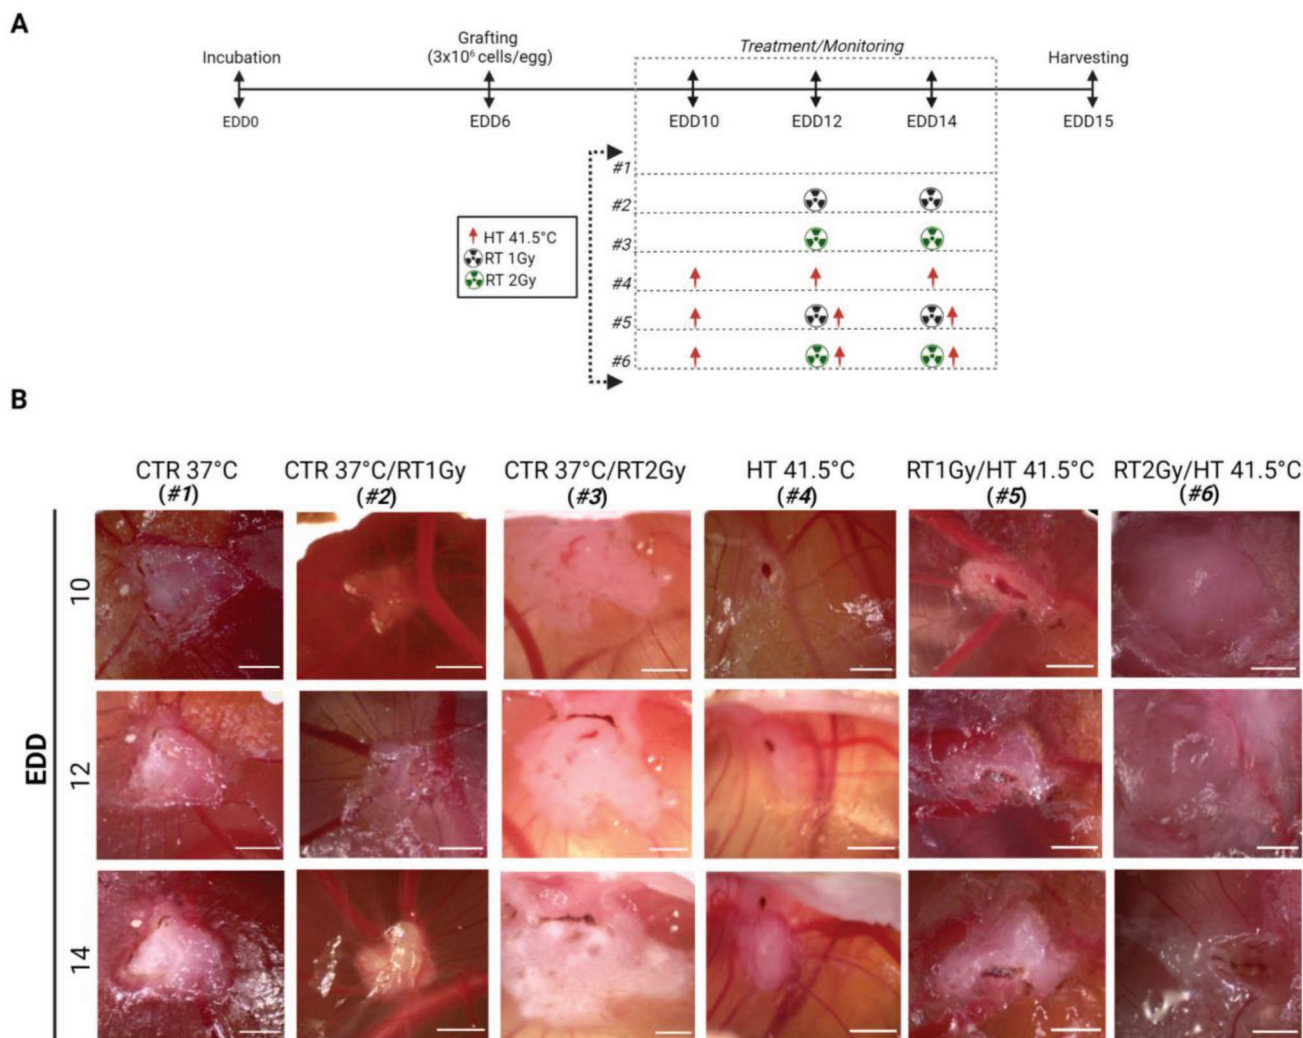 A
Incubation
Grafting
(3x10⁶ cells/egg)
Treatment/Monitoring
Harvesting
EDD0
EDD6
EDD10
EDD12
EDD14
EDD15
#1
#2
#3
#4
#5
#6
HT 41.5°C
RT 1Gy
RT 2Gy
B
CTR 37°C
(#1)
CTR 37°C/RT1Gy
(#2)
CTR 37°C/RT2Gy
(#3)
HT 41.5°C
(#4)
RT1Gy/HT 41.5°C
(#5)
RT2Gy/HT 41.5°C
(#6)
EDD
10
12
14